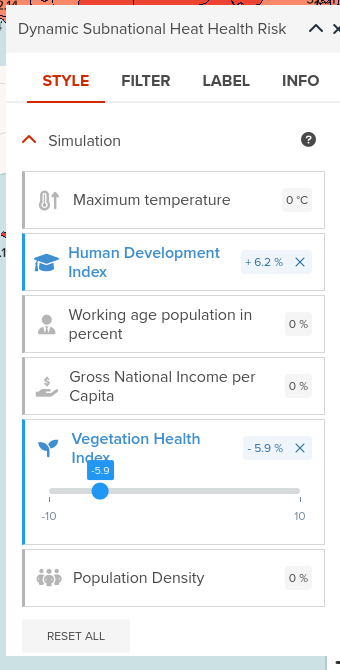 Dynamic Subnational Heat Health Risk
STYLE FILTER LABEL INFO
Simulation
?
Maximum temperature 0 °C
Human Development
Index
+ 6.2 %
Working age population in
percent
0 %
Gross National Income per
Capita
0 %
Vegetation Health
Index
- 5.9 %
-5.9
-10 10
Population Density 0 %
RESET ALL